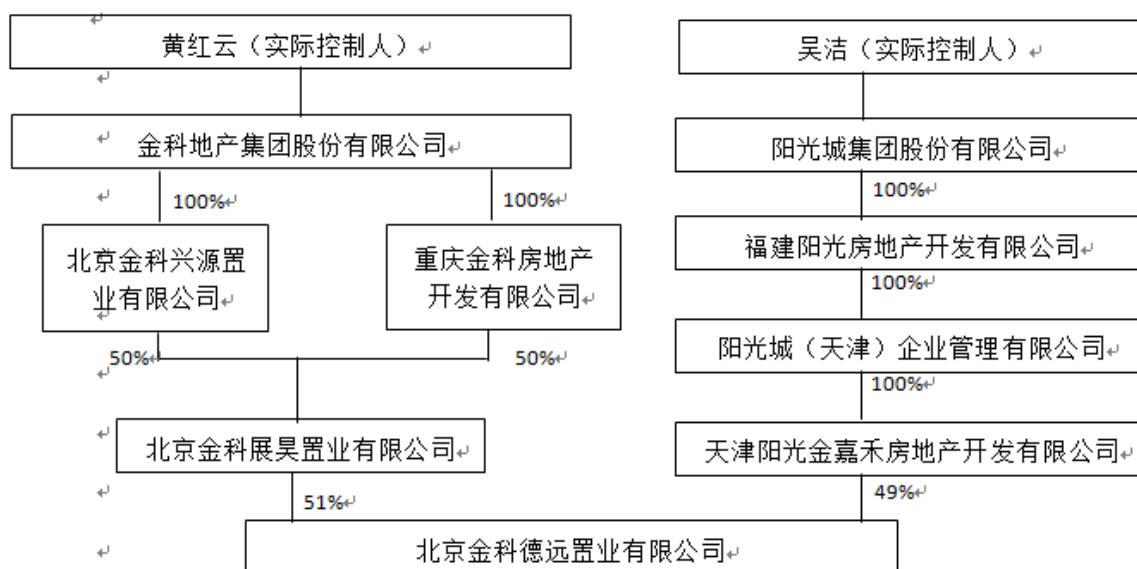 黄红云（实际控制人）
吴洁（实际控制人）
金科地产集团股份有限公司
阳光城集团股份有限公司
100%
100%
100%
北京金科兴源置
业有限公司
重庆金科房地产
开发有限公司
福建阳光房地产开发有限公司
100%
50%
50%
阳光城（天津）企业管理有限公司
100%
北京金科展昊置业有限公司
天津阳光金嘉禾房地产开发有限公司
51%
49%
北京金科德远置业有限公司